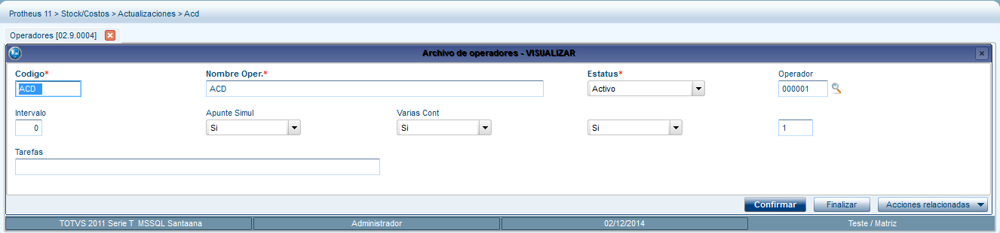 Protheus 11 > Stock/Costos > Actualizaciones > Acd
Operadores [02.9.0004]
Archivo de operadores - VISUALIZAR
Codigo* Nombre Oper.* Estatus* Operador
ACD ACD Activo 000001
Intervalo Apunte Simul Varias Cont
0 Si Si Si 1
Tarefas
Confirmar Finalizar Acciones relacionadas
TOTVS 2011 Serie T MSSQL Santaana Administrador 02/12/2014 Teste / Matriz